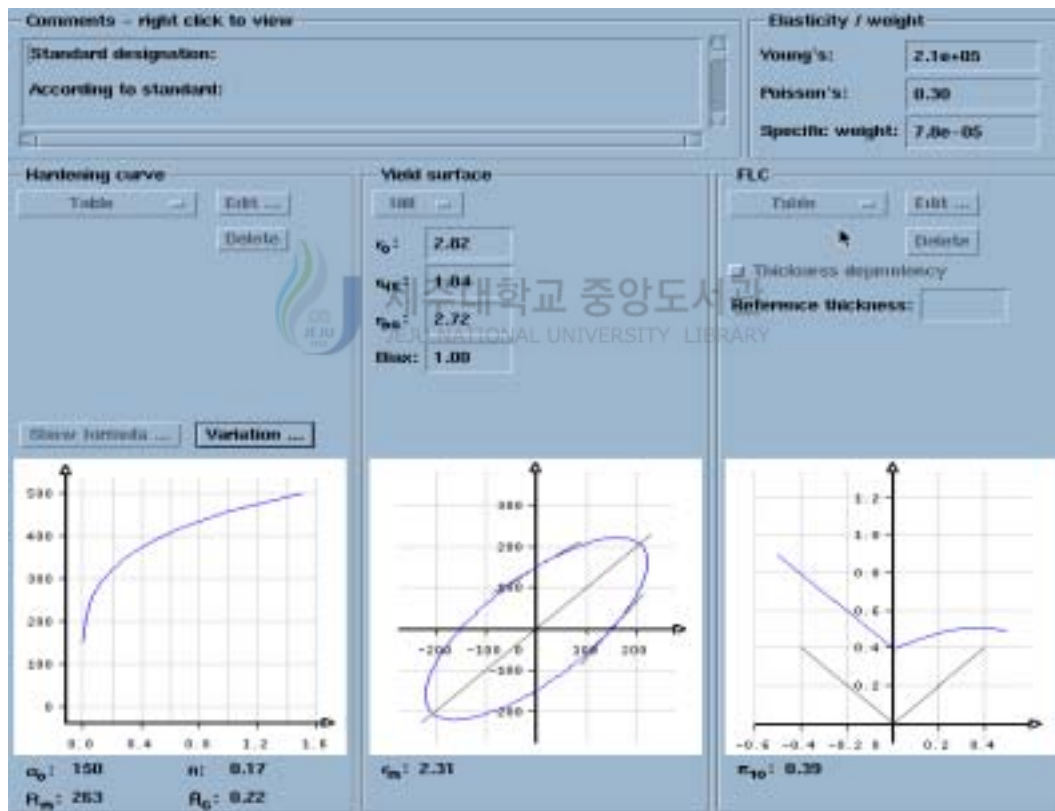 Comments - right click to view
Standard designation:
According to standard:
Elasticity / weight
Young's: 2.1e+05
Poisson's: 0.30
Specific weight: 7.8e-05
Hardening curve
Table
Edit ...
Delete
Show formula ...
Variation ...
Yield surface
Hill ...
r₀: 2.82
r₄₅: 1.84
r₉₀: 2.72
Biax: 1.00
FLC
Table
Edit ...
Delete
Thickness dependency
Reference thickness:
제주대학교 중앙도서관
JEJU NATIONAL UNIVERSITY LIBRARY
JEJU
500
400
300
200
100
0
0.0 0.4 0.8 1.2 1.6
σ₀: 150 n: 0.17
Rₘ: 263 A₆: 0.22
300
200
100
-200 -100 0 100 200
-100
-200
rₘ: 2.31
1.2
1.0
0.8
0.6
0.4
0.2
-0.6 -0.4 -0.2 0 0.2 0.4
0.39